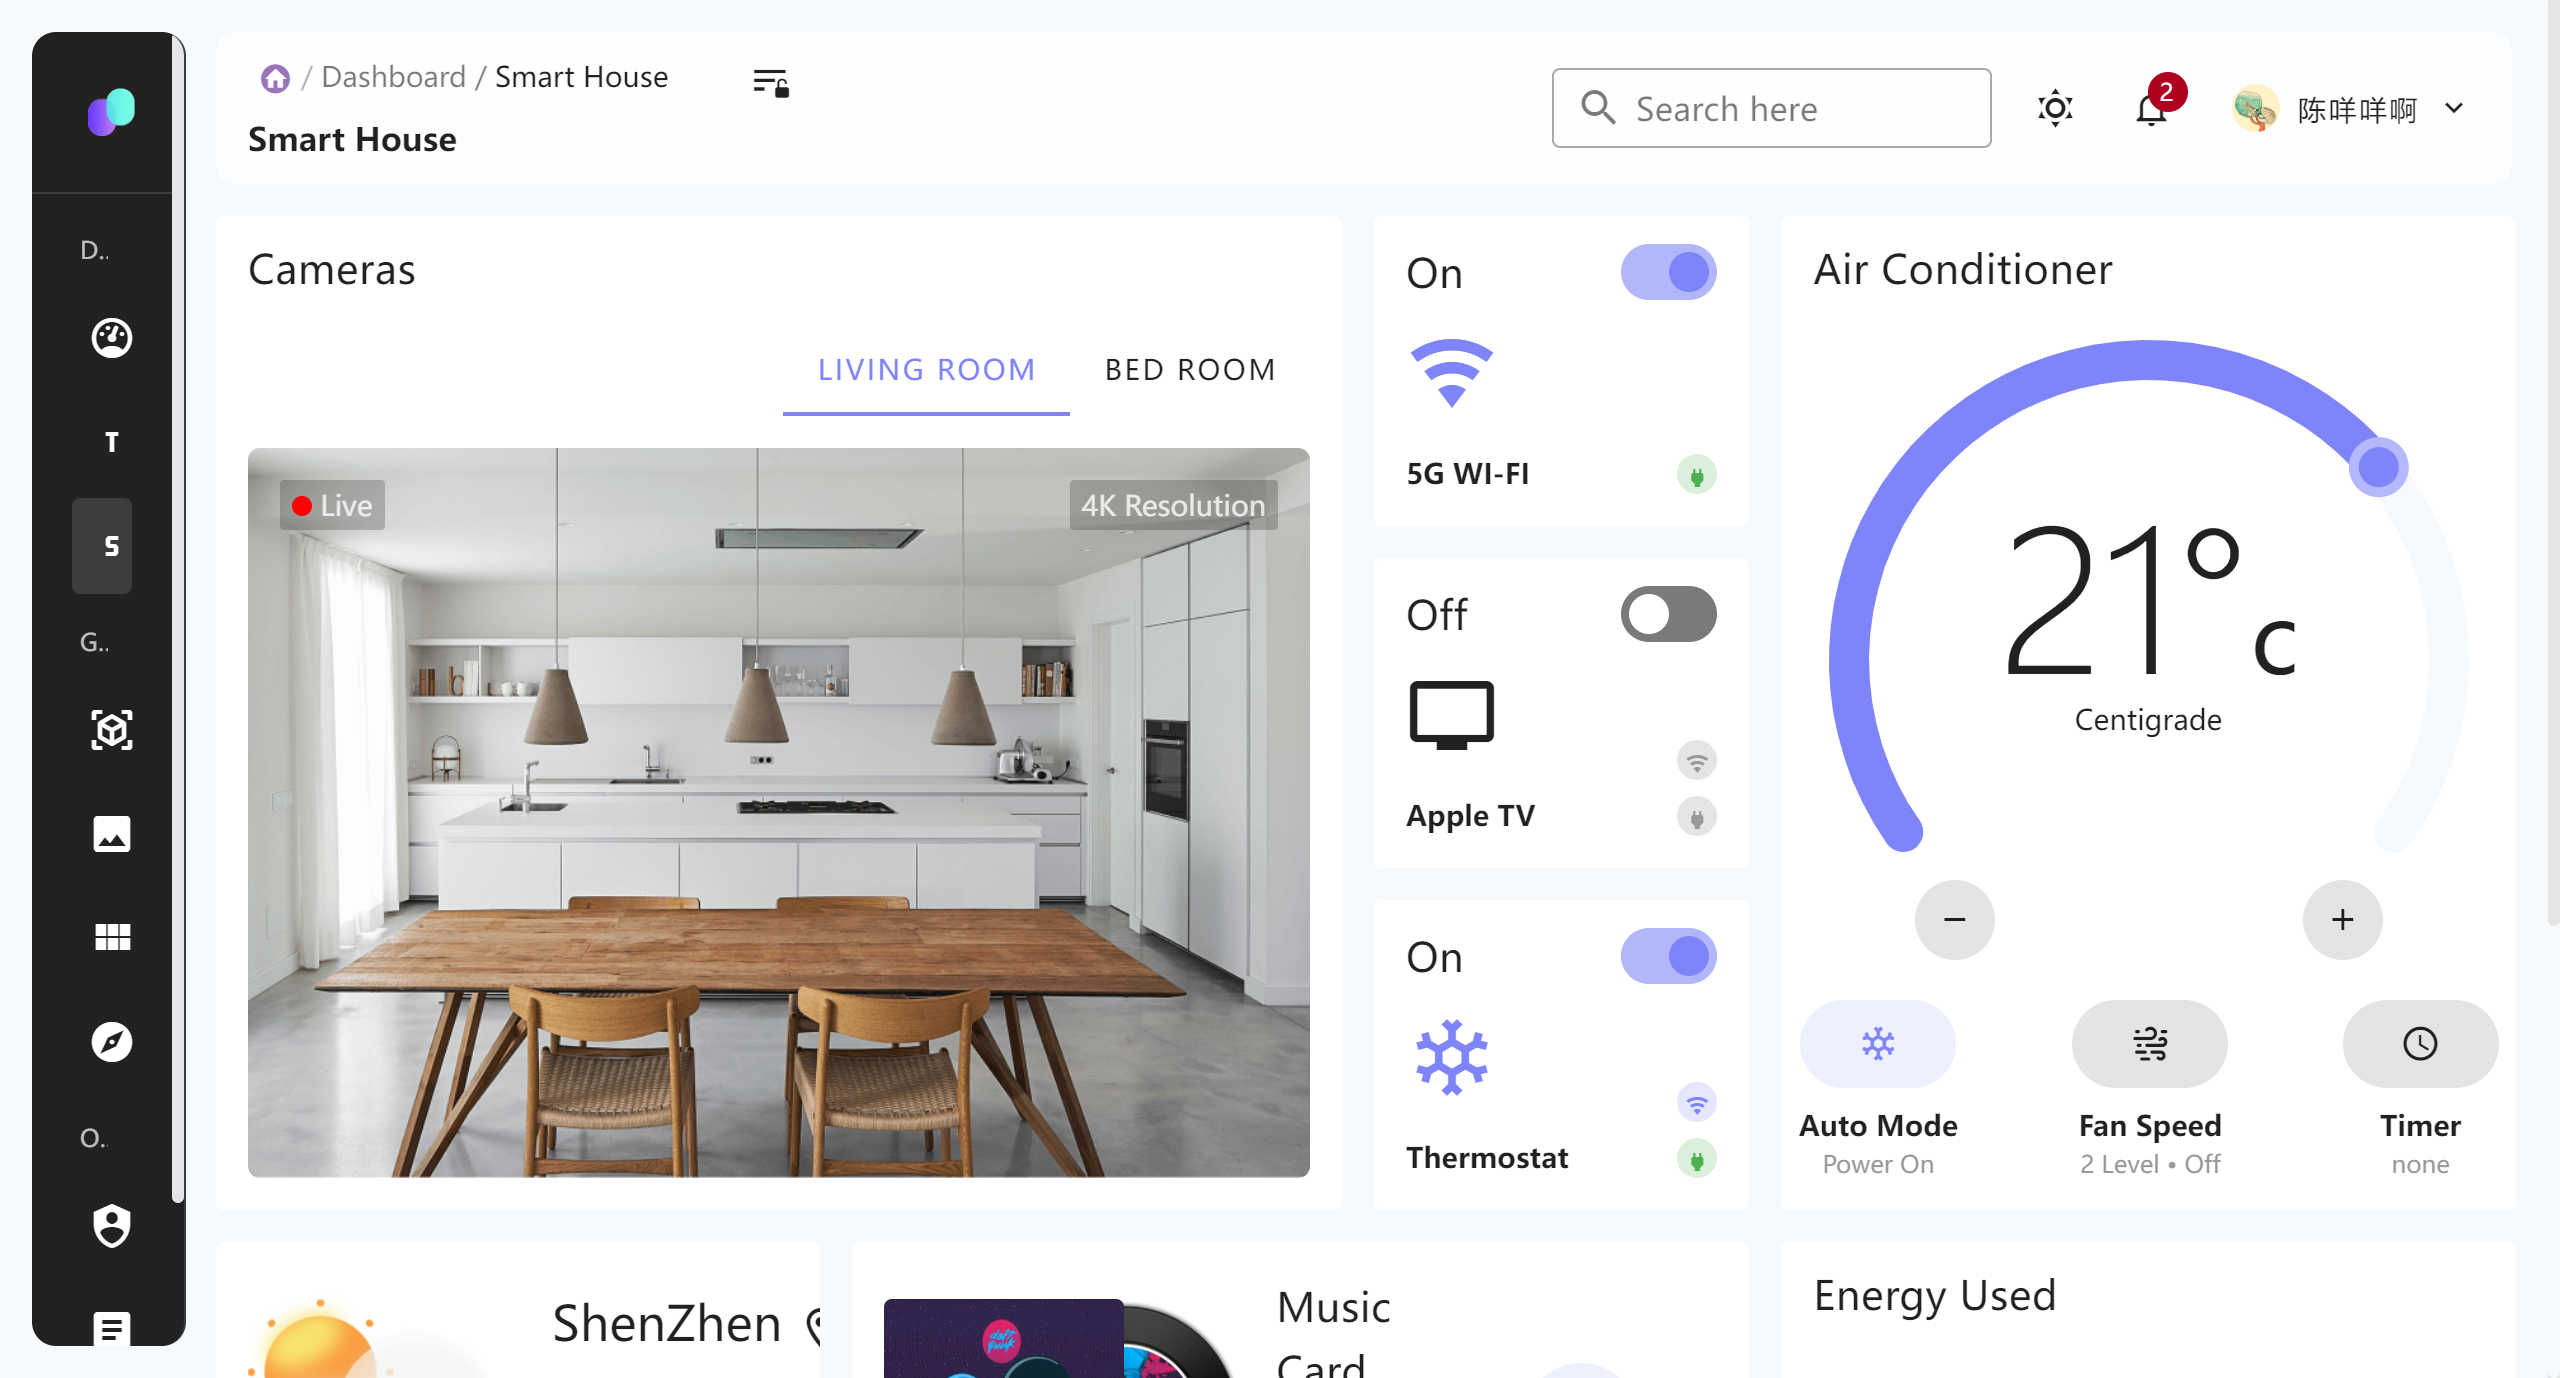 / Dashboard / Smart House
Smart House
Search here
2
陈咩咩啊
D..
T
S
G..
O..
Cameras
LIVING ROOM
BED ROOM
Live
4K Resolution
On
5G WI-FI
Off
Apple TV
On
Thermostat
Air Conditioner
21°c
Centigrade
−
+
Auto Mode
Power On
Fan Speed
2 Level • Off
Timer
none
ShenZhen
daft
punk
Music
Card
Energy Used